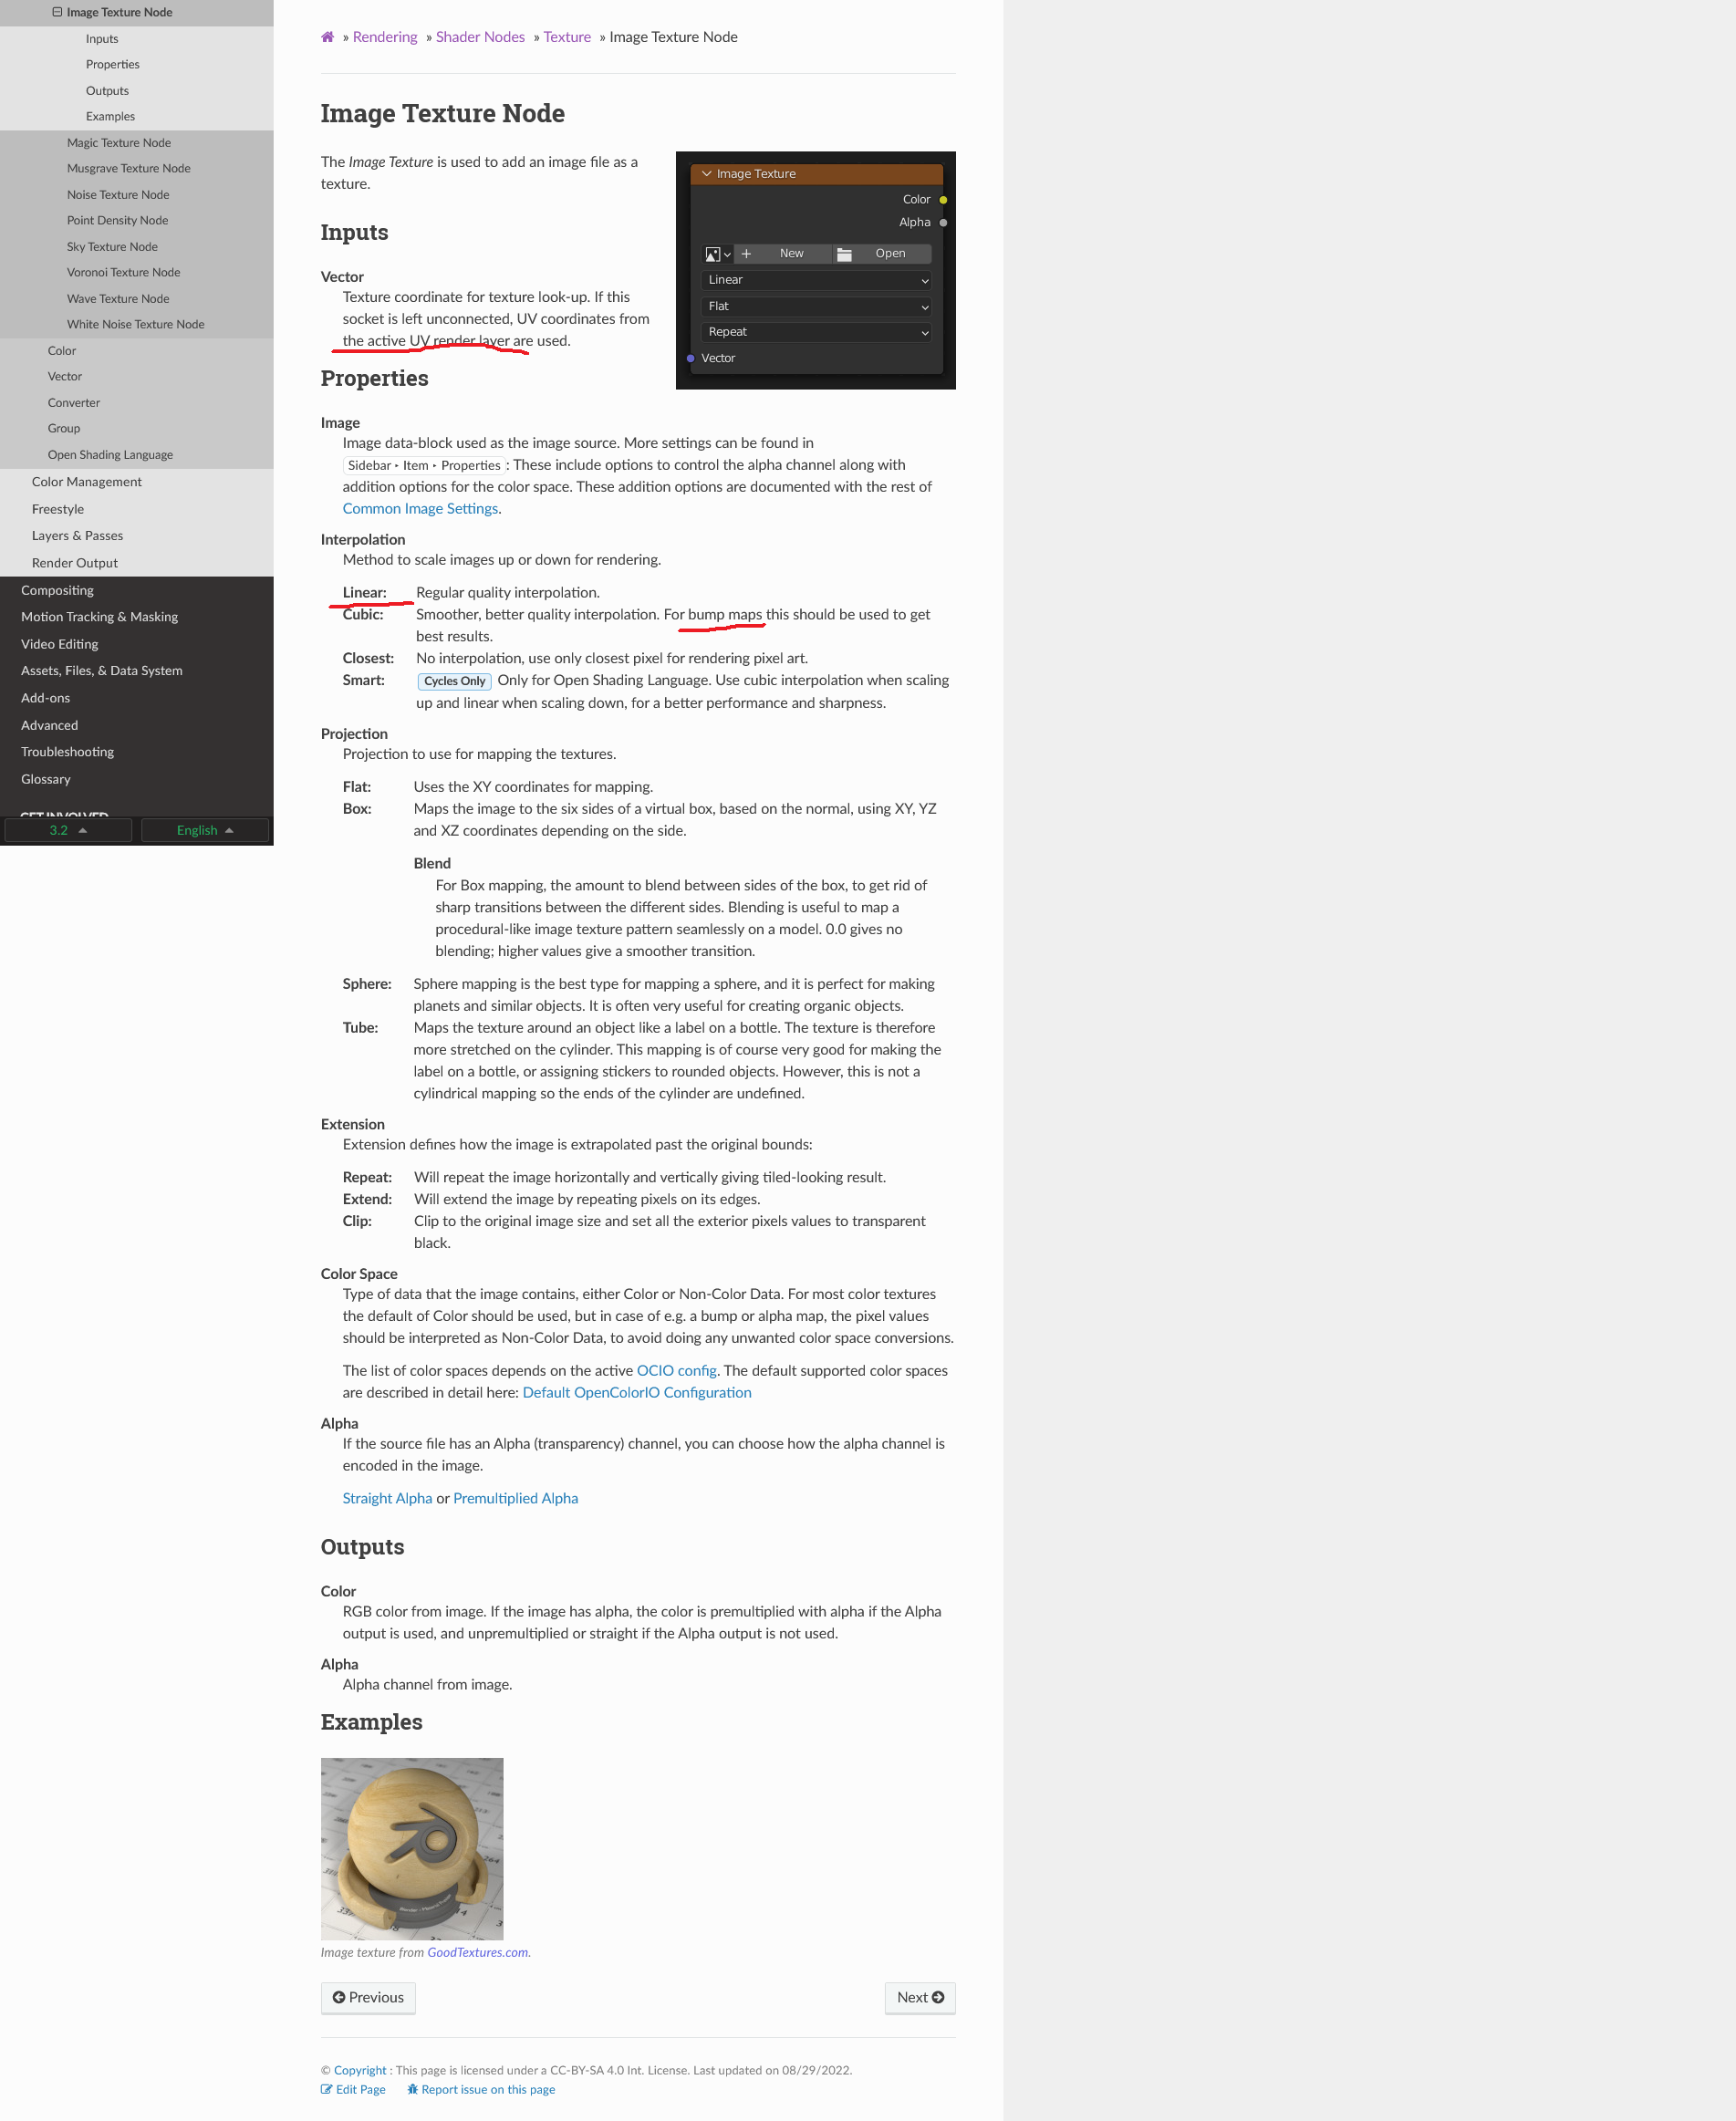 Image Texture Node
Inputs
Properties
Outputs
Examples
Magic Texture Node
Musgrave Texture Node
Noise Texture Node
Point Density Node
Sky Texture Node
Voronoi Texture Node
Wave Texture Node
White Noise Texture Node
Color
Vector
Converter
Group
Open Shading Language
Color Management
Freestyle
Layers & Passes
Render Output
Compositing
Motion Tracking & Masking
Video Editing
Assets, Files, & Data System
Add-ons
Advanced
Troubleshooting
Glossary
GET INVOLVED
3.2
English
» Rendering » Shader Nodes » Texture » Image Texture Node
Image Texture Node
The Image Texture is used to add an image file as a
texture.
Image Texture
Color
Alpha
New
Open
Linear
Flat
Repeat
Vector
Inputs
Vector
Texture coordinate for texture look-up. If this
socket is left unconnected, UV coordinates from
the active UV render layer are used.
Properties
Image
Image data-block used as the image source. More settings can be found in
Sidebar ‣ Item ‣ Properties : These include options to control the alpha channel along with
addition options for the color space. These addition options are documented with the rest of
Common Image Settings.
Interpolation
Method to scale images up or down for rendering.
Linear: Regular quality interpolation.
Cubic: Smoother, better quality interpolation. For bump maps this should be used to get
best results.
Closest: No interpolation, use only closest pixel for rendering pixel art.
Smart: Cycles Only Only for Open Shading Language. Use cubic interpolation when scaling
up and linear when scaling down, for a better performance and sharpness.
Projection
Projection to use for mapping the textures.
Flat: Uses the XY coordinates for mapping.
Box: Maps the image to the six sides of a virtual box, based on the normal, using XY, YZ
and XZ coordinates depending on the side.
Blend
For Box mapping, the amount to blend between sides of the box, to get rid of
sharp transitions between the different sides. Blending is useful to map a
procedural-like image texture pattern seamlessly on a model. 0.0 gives no
blending; higher values give a smoother transition.
Sphere: Sphere mapping is the best type for mapping a sphere, and it is perfect for making
planets and similar objects. It is often very useful for creating organic objects.
Tube: Maps the texture around an object like a label on a bottle. The texture is therefore
more stretched on the cylinder. This mapping is of course very good for making the
label on a bottle, or assigning stickers to rounded objects. However, this is not a
cylindrical mapping so the ends of the cylinder are undefined.
Extension
Extension defines how the image is extrapolated past the original bounds:
Repeat: Will repeat the image horizontally and vertically giving tiled-looking result.
Extend: Will extend the image by repeating pixels on its edges.
Clip: Clip to the original image size and set all the exterior pixels values to transparent
black.
Color Space
Type of data that the image contains, either Color or Non-Color Data. For most color textures
the default of Color should be used, but in case of e.g. a bump or alpha map, the pixel values
should be interpreted as Non-Color Data, to avoid doing any unwanted color space conversions.
The list of color spaces depends on the active OCIO config. The default supported color spaces
are described in detail here: Default OpenColorIO Configuration
Alpha
If the source file has an Alpha (transparency) channel, you can choose how the alpha channel is
encoded in the image.
Straight Alpha or Premultiplied Alpha
Outputs
Color
RGB color from image. If the image has alpha, the color is premultiplied with alpha if the Alpha
output is used, and unpremultiplied or straight if the Alpha output is not used.
Alpha
Alpha channel from image.
Examples
Image texture from GoodTextures.com.
Previous
Next
© Copyright : This page is licensed under a CC-BY-SA 4.0 Int. License. Last updated on 08/29/2022.
Edit Page Report issue on this page